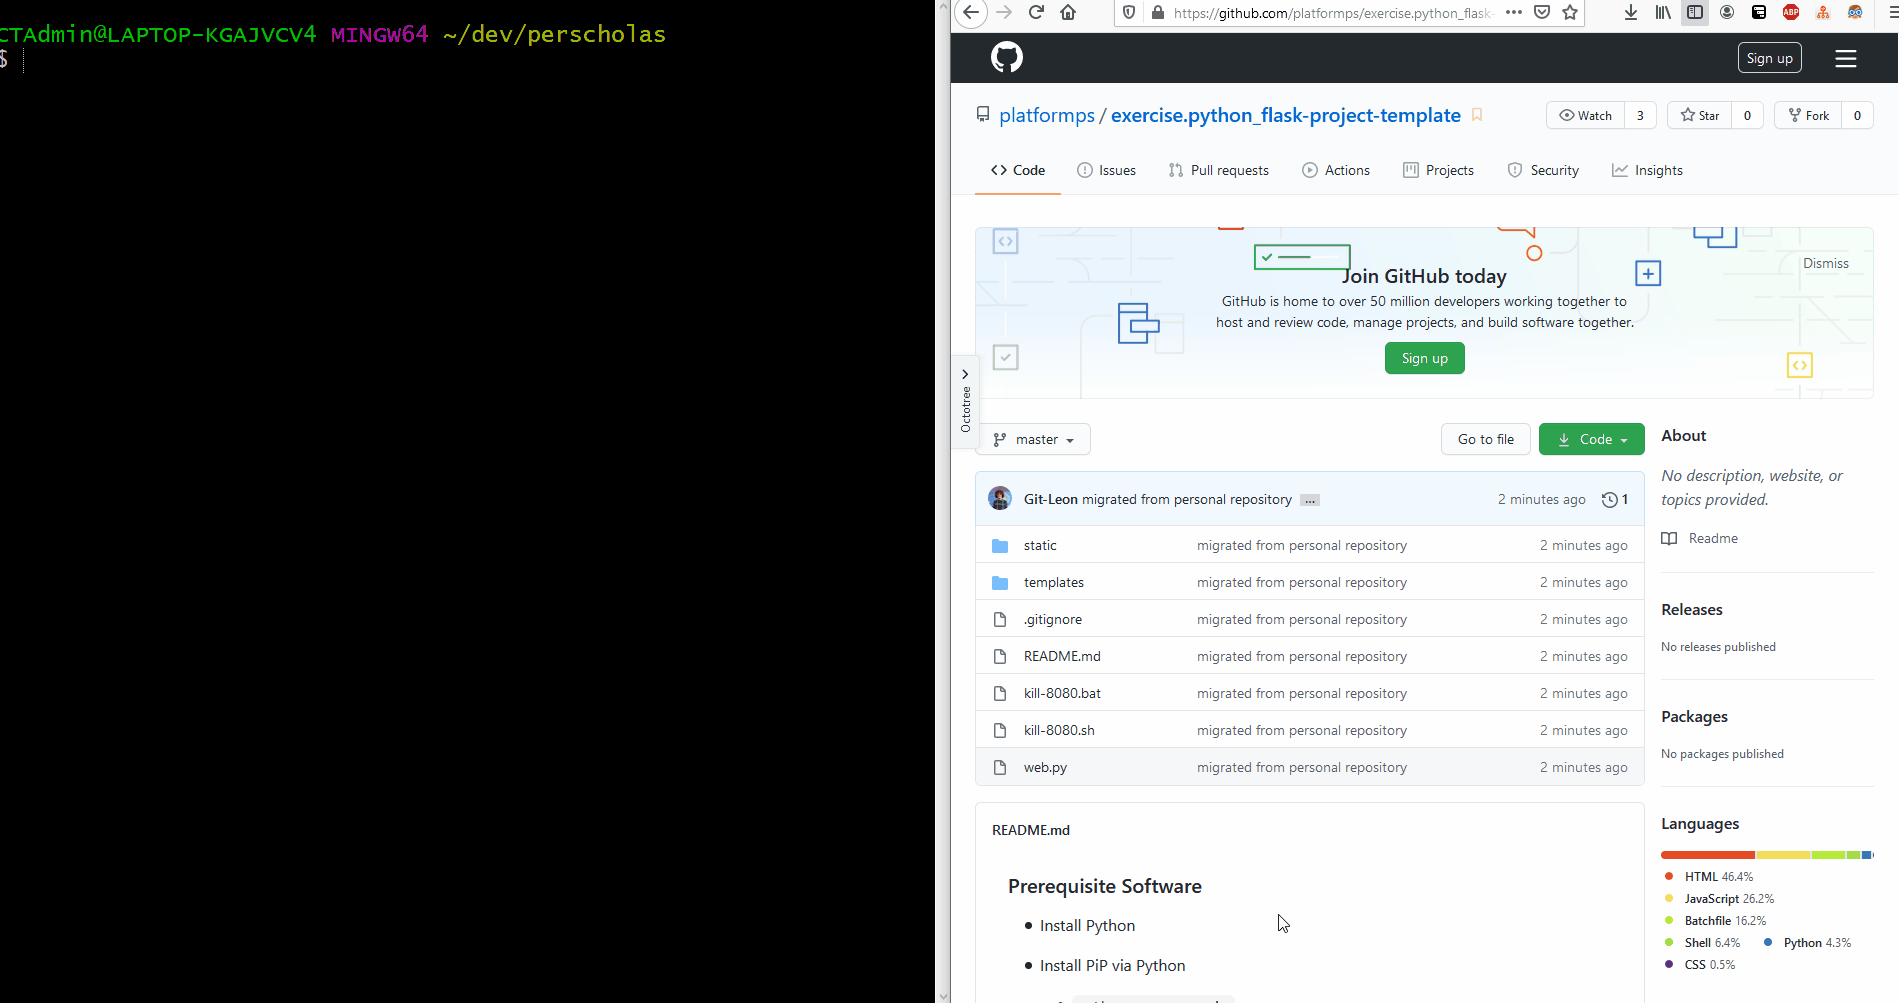 CTAdmin@LAPTOP-KGAJVCV4 MINGW64 ~/dev/perscholas
$
https://github.com/platformps/exercise.python_flask-
ABP
Sign up
platformps / exercise.python_flask-project-template
Watch 3
Star 0
Fork 0
Code
Issues
Pull requests
Actions
Projects
Security
Insights
Dismiss
Join GitHub today
GitHub is home to over 50 million developers working together to
host and review code, manage projects, and build software together.
Sign up
Octotree
master
Go to file
Code
Git-Leon migrated from personal repository ... 2 minutes ago 1
static migrated from personal repository 2 minutes ago
templates migrated from personal repository 2 minutes ago
.gitignore migrated from personal repository 2 minutes ago
README.md migrated from personal repository 2 minutes ago
kill-8080.bat migrated from personal repository 2 minutes ago
kill-8080.sh migrated from personal repository 2 minutes ago
web.py migrated from personal repository 2 minutes ago
README.md
Prerequisite Software
Install Python
Install PiP via Python
About
No description, website, or
topics provided.
Readme
Releases
No releases published
Packages
No packages published
Languages
HTML 46.4%
JavaScript 26.2%
Batchfile 16.2%
Shell 6.4% Python 4.3%
CSS 0.5%